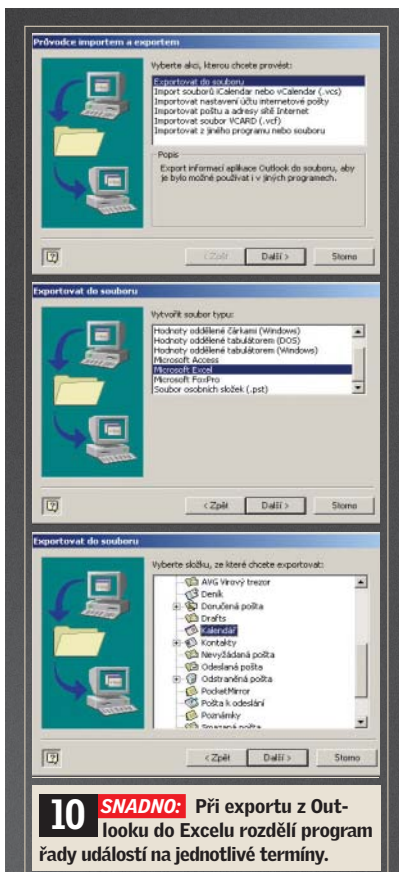 Průvodce importem a exportem
Vyberte akci, kterou chcete provést:
Exportovat do souboru
Import souborů iCalendar nebo vCalendar (.vcs)
Importovat nastavení účtu internetové pošty
Importovat poštu a adresy sítě Internet
Importovat soubor VCARD (.vcf)
Importovat z jiného programu nebo souboru
Popis
Export informací aplikace Outlook do souboru, aby
je bylo možné používat i v jiných programech.
< Zpět
Další >
Storno
Exportovat do souboru
Vytvořit soubor typu:
Hodnoty oddělené čárkami (Windows)
Hodnoty oddělené tabulátorem (DOS)
Hodnoty oddělené tabulátorem (Windows)
Microsoft Access
Microsoft Excel
Microsoft FoxPro
Soubor osobních složek (.pst)
< Zpět
Další >
Storno
Exportovat do souboru
Vyberte složku, ze které chcete exportovat:
AVG Virový trezor
Deník
Doručená pošta
Drafts
Kalendář
Kontakty
Nevyžádaná pošta
Odeslaná pošta
Odstraněná pošta
PocketMirror
Pošta k odeslání
Poznámky
Smazaná pošta
< Zpět
Další >
Storno
10 SNADNO: Při exportu z Out-
looku do Excelu rozdělí program
řady událostí na jednotlivé termíny.